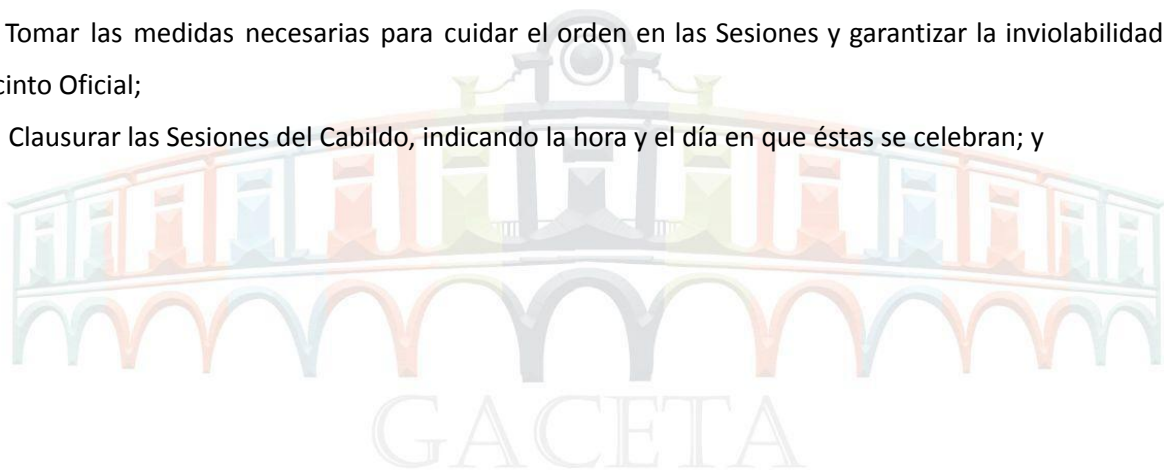 Tomar las medidas necesarias para cuidar el orden en las Sesiones y garantizar la inviolabilidad
cinto Oficial;
Clausurar las Sesiones del Cabildo, indicando la hora y el día en que éstas se celebran; y
GACETA